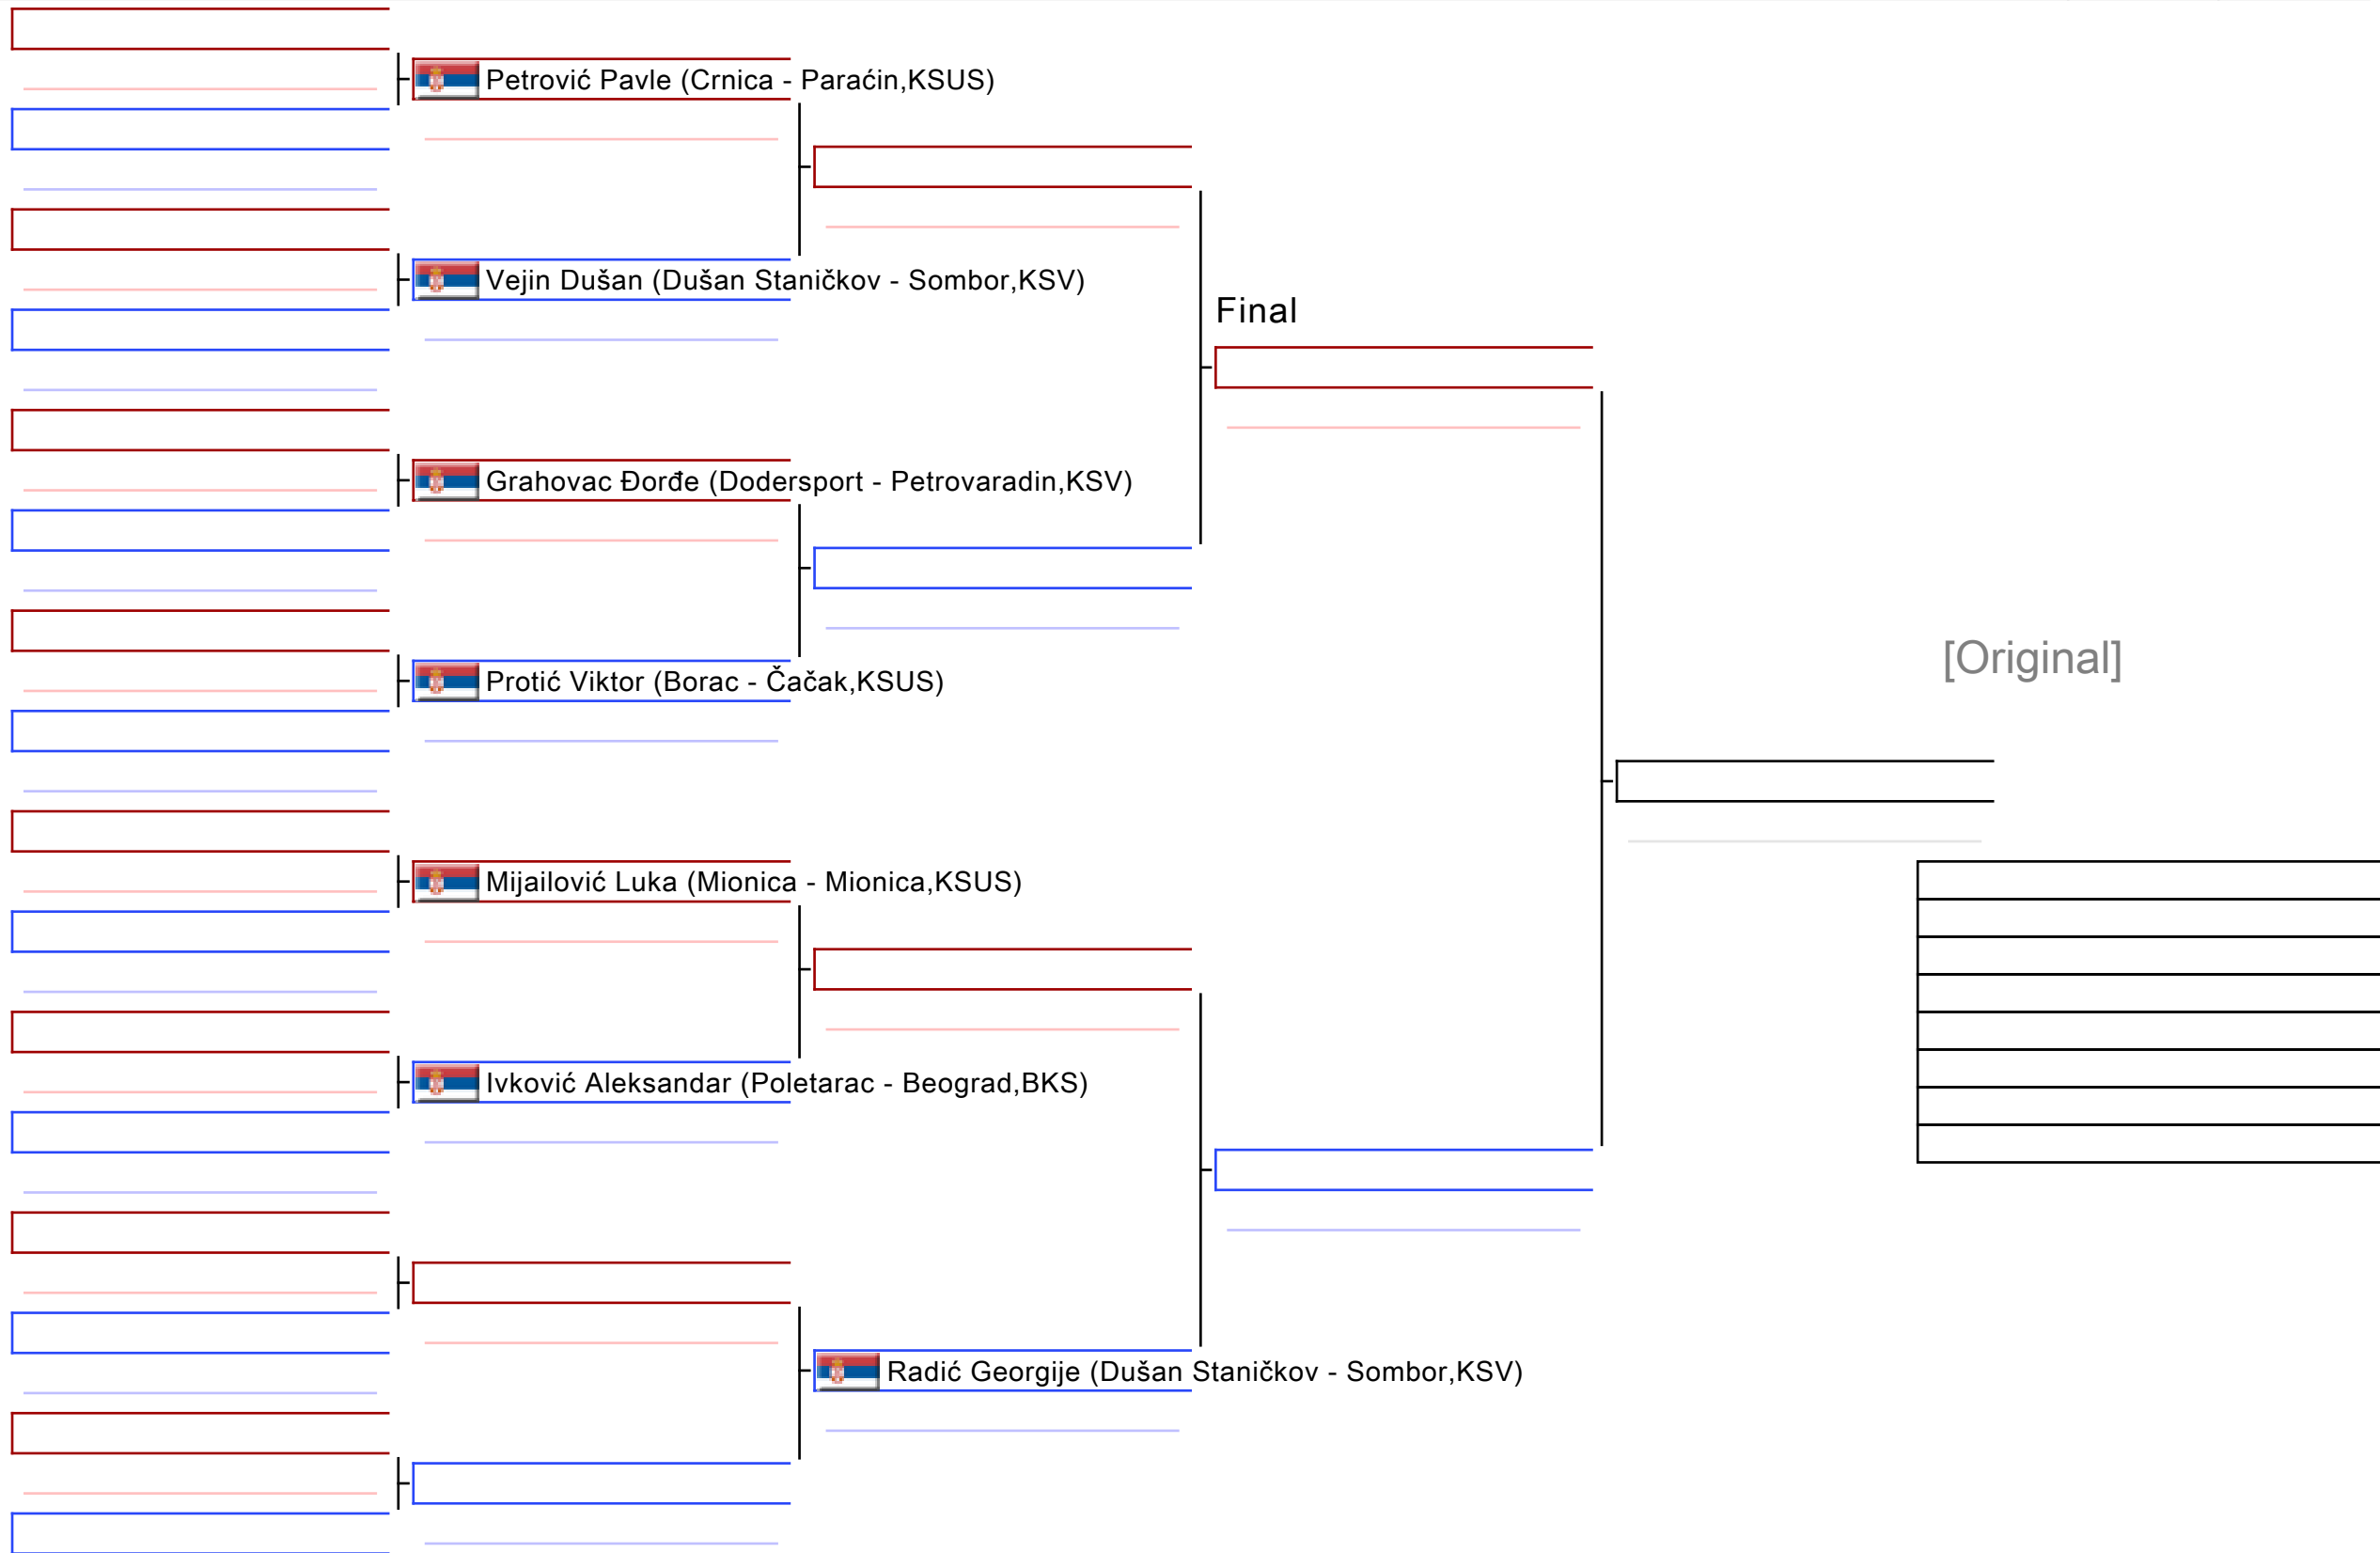 Petrović Pavle (Crnica - Paraćin,KSUS)
Vejin Dušan (Dušan Staničkov - Sombor,KSV)
Final
Grahovac Đorđe (Dodersport - Petrovaradin,KSV)
[Original]
Protić Viktor (Borac - Čačak,KSUS)
Mijailović Luka (Mionica - Mionica,KSUS)
Ivković Aleksandar (Poletarac - Beograd,BKS)
Radić Georgije (Dušan Staničkov - Sombor,KSV)